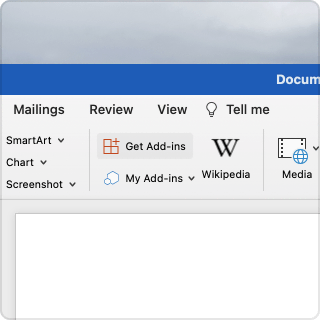 Docum
Mailings Review View Tell me
SmartArt
Chart
Screenshot
Get Add-ins
My Add-ins
W
Wikipedia
Media